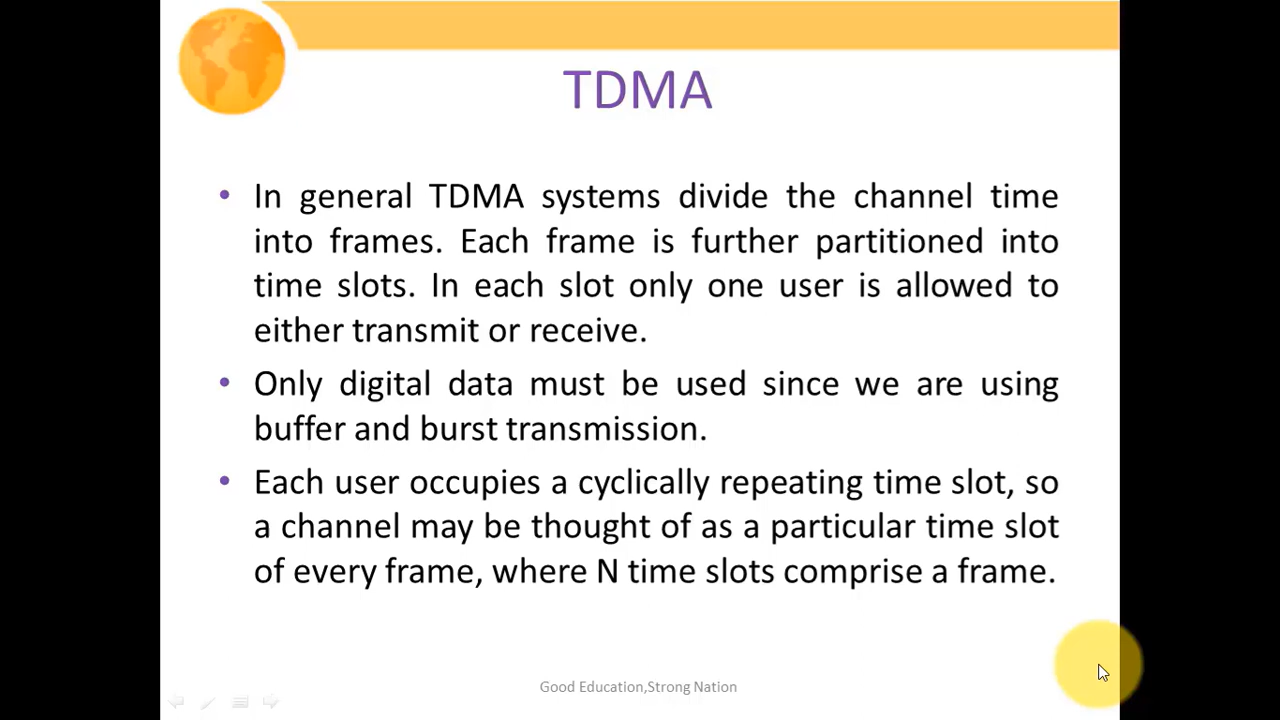 TDMA
• In general TDMA systems divide the channel time
into frames. Each frame is further partitioned into
time slots. In each slot only one user is allowed to
either transmit or receive.
• Only digital data must be used since we are using
buffer and burst transmission.
• Each user occupies a cyclically repeating time slot, so
a channel may be thought of as a particular time slot
of every frame, where N time slots comprise a frame.
Good Education,Strong Nation